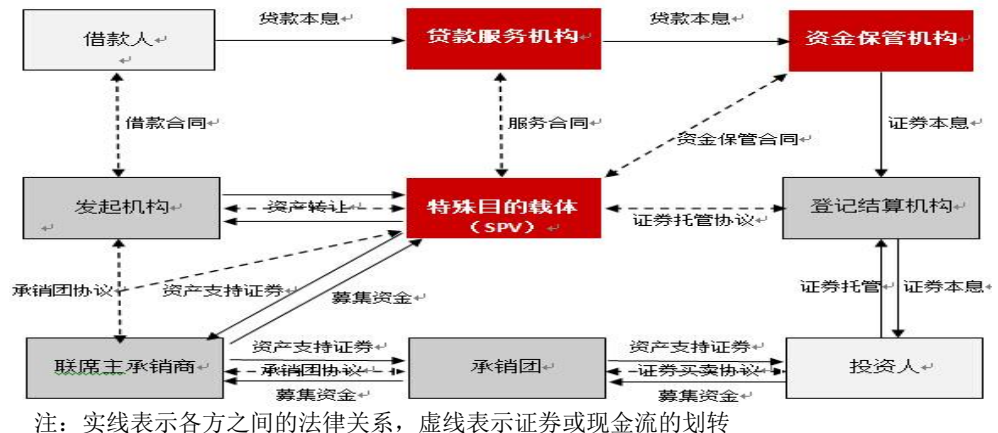 贷款本息
贷款本息
借款人
贷款服务机构
资金保管机构
借款合同
服务合同
资金保管合同
证券本息
发起机构
资产转让
特殊目的载体
（SPV）
证券托管协议
登记结算机构
承销团协议
资产支持证券
募集资金
证券托管
证券本息
联席主承销商
资产支持证券
承销团协议
募集资金
承销团
资产支持证券
证券买卖协议
募集资金
投资人
注：实线表示各方之间的法律关系，虚线表示证券或现金流的划转